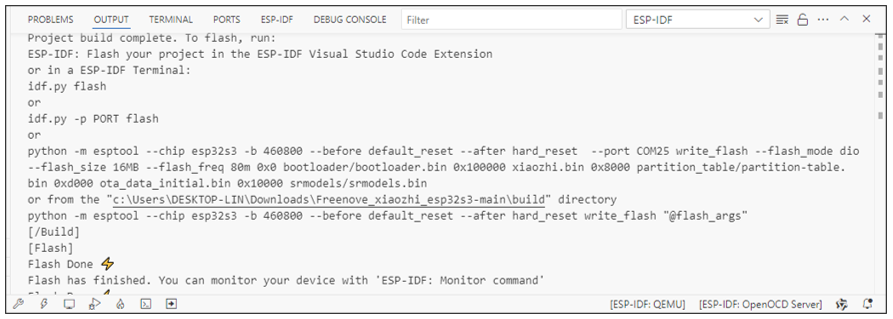 PROBLEMS OUTPUT TERMINAL PORTS ESP-IDF DEBUG CONSOLE Filter ESP-IDF
Project build complete. To flash, run:
ESP-IDF: Flash your project in the ESP-IDF Visual Studio Code Extension
or in a ESP-IDF Terminal:
idf.py flash
or
idf.py -p PORT flash
or
python -m esptool --chip esp32s3 -b 460800 --before default_reset --after hard_reset  --port COM25 write_flash --flash_mode dio
--flash_size 16MB --flash_freq 80m 0x0 bootloader/bootloader.bin 0x100000 xiaozhi.bin 0x8000 partition_table/partition-table.
bin 0xd000 ota_data_initial.bin 0x10000 srmodels/srmodels.bin
or from the "c:\Users\DESKTOP-LIN\Downloads\Freenove_xiaozhi_esp32s3-main\build" directory
python -m esptool --chip esp32s3 -b 460800 --before default_reset --after hard_reset write_flash "@flash_args"
[/Build]
[Flash]
Flash Done ⚡
Flash has finished. You can monitor your device with 'ESP-IDF: Monitor command'
Flash Done ⚡
[ESP-IDF: QEMU] [ESP-IDF: OpenOCD Server]